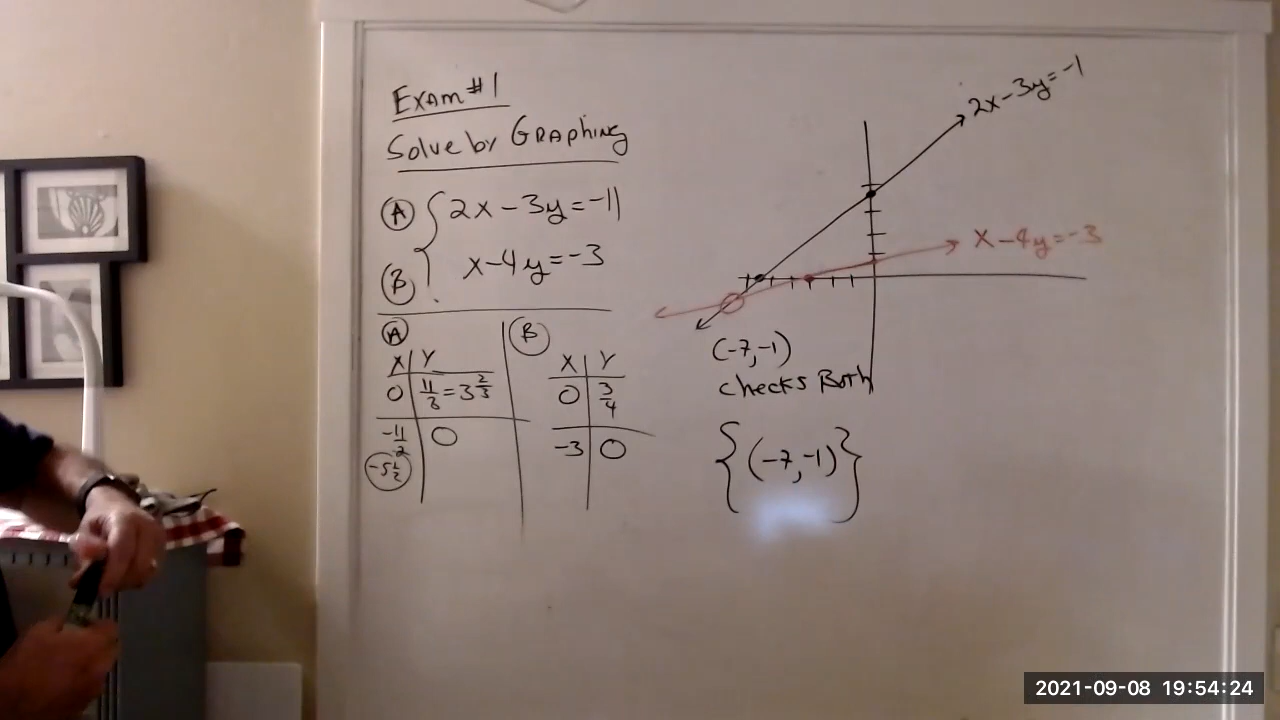 EXAM #1
Solve by GRAPHING
(A) { 2x - 3y = -11
(B) x - 4y = -3
(A)
X | Y
0 | 11/3 = 3 2/3
-11/2 | 0
-5 1/2
(B)
X | Y
0 | 3/4
-3 | 0
2x - 3y = -1
x - 4y = -3
(-7, -1)
checks Both
{(-7, -1)}
2021-09-08 19:54:24